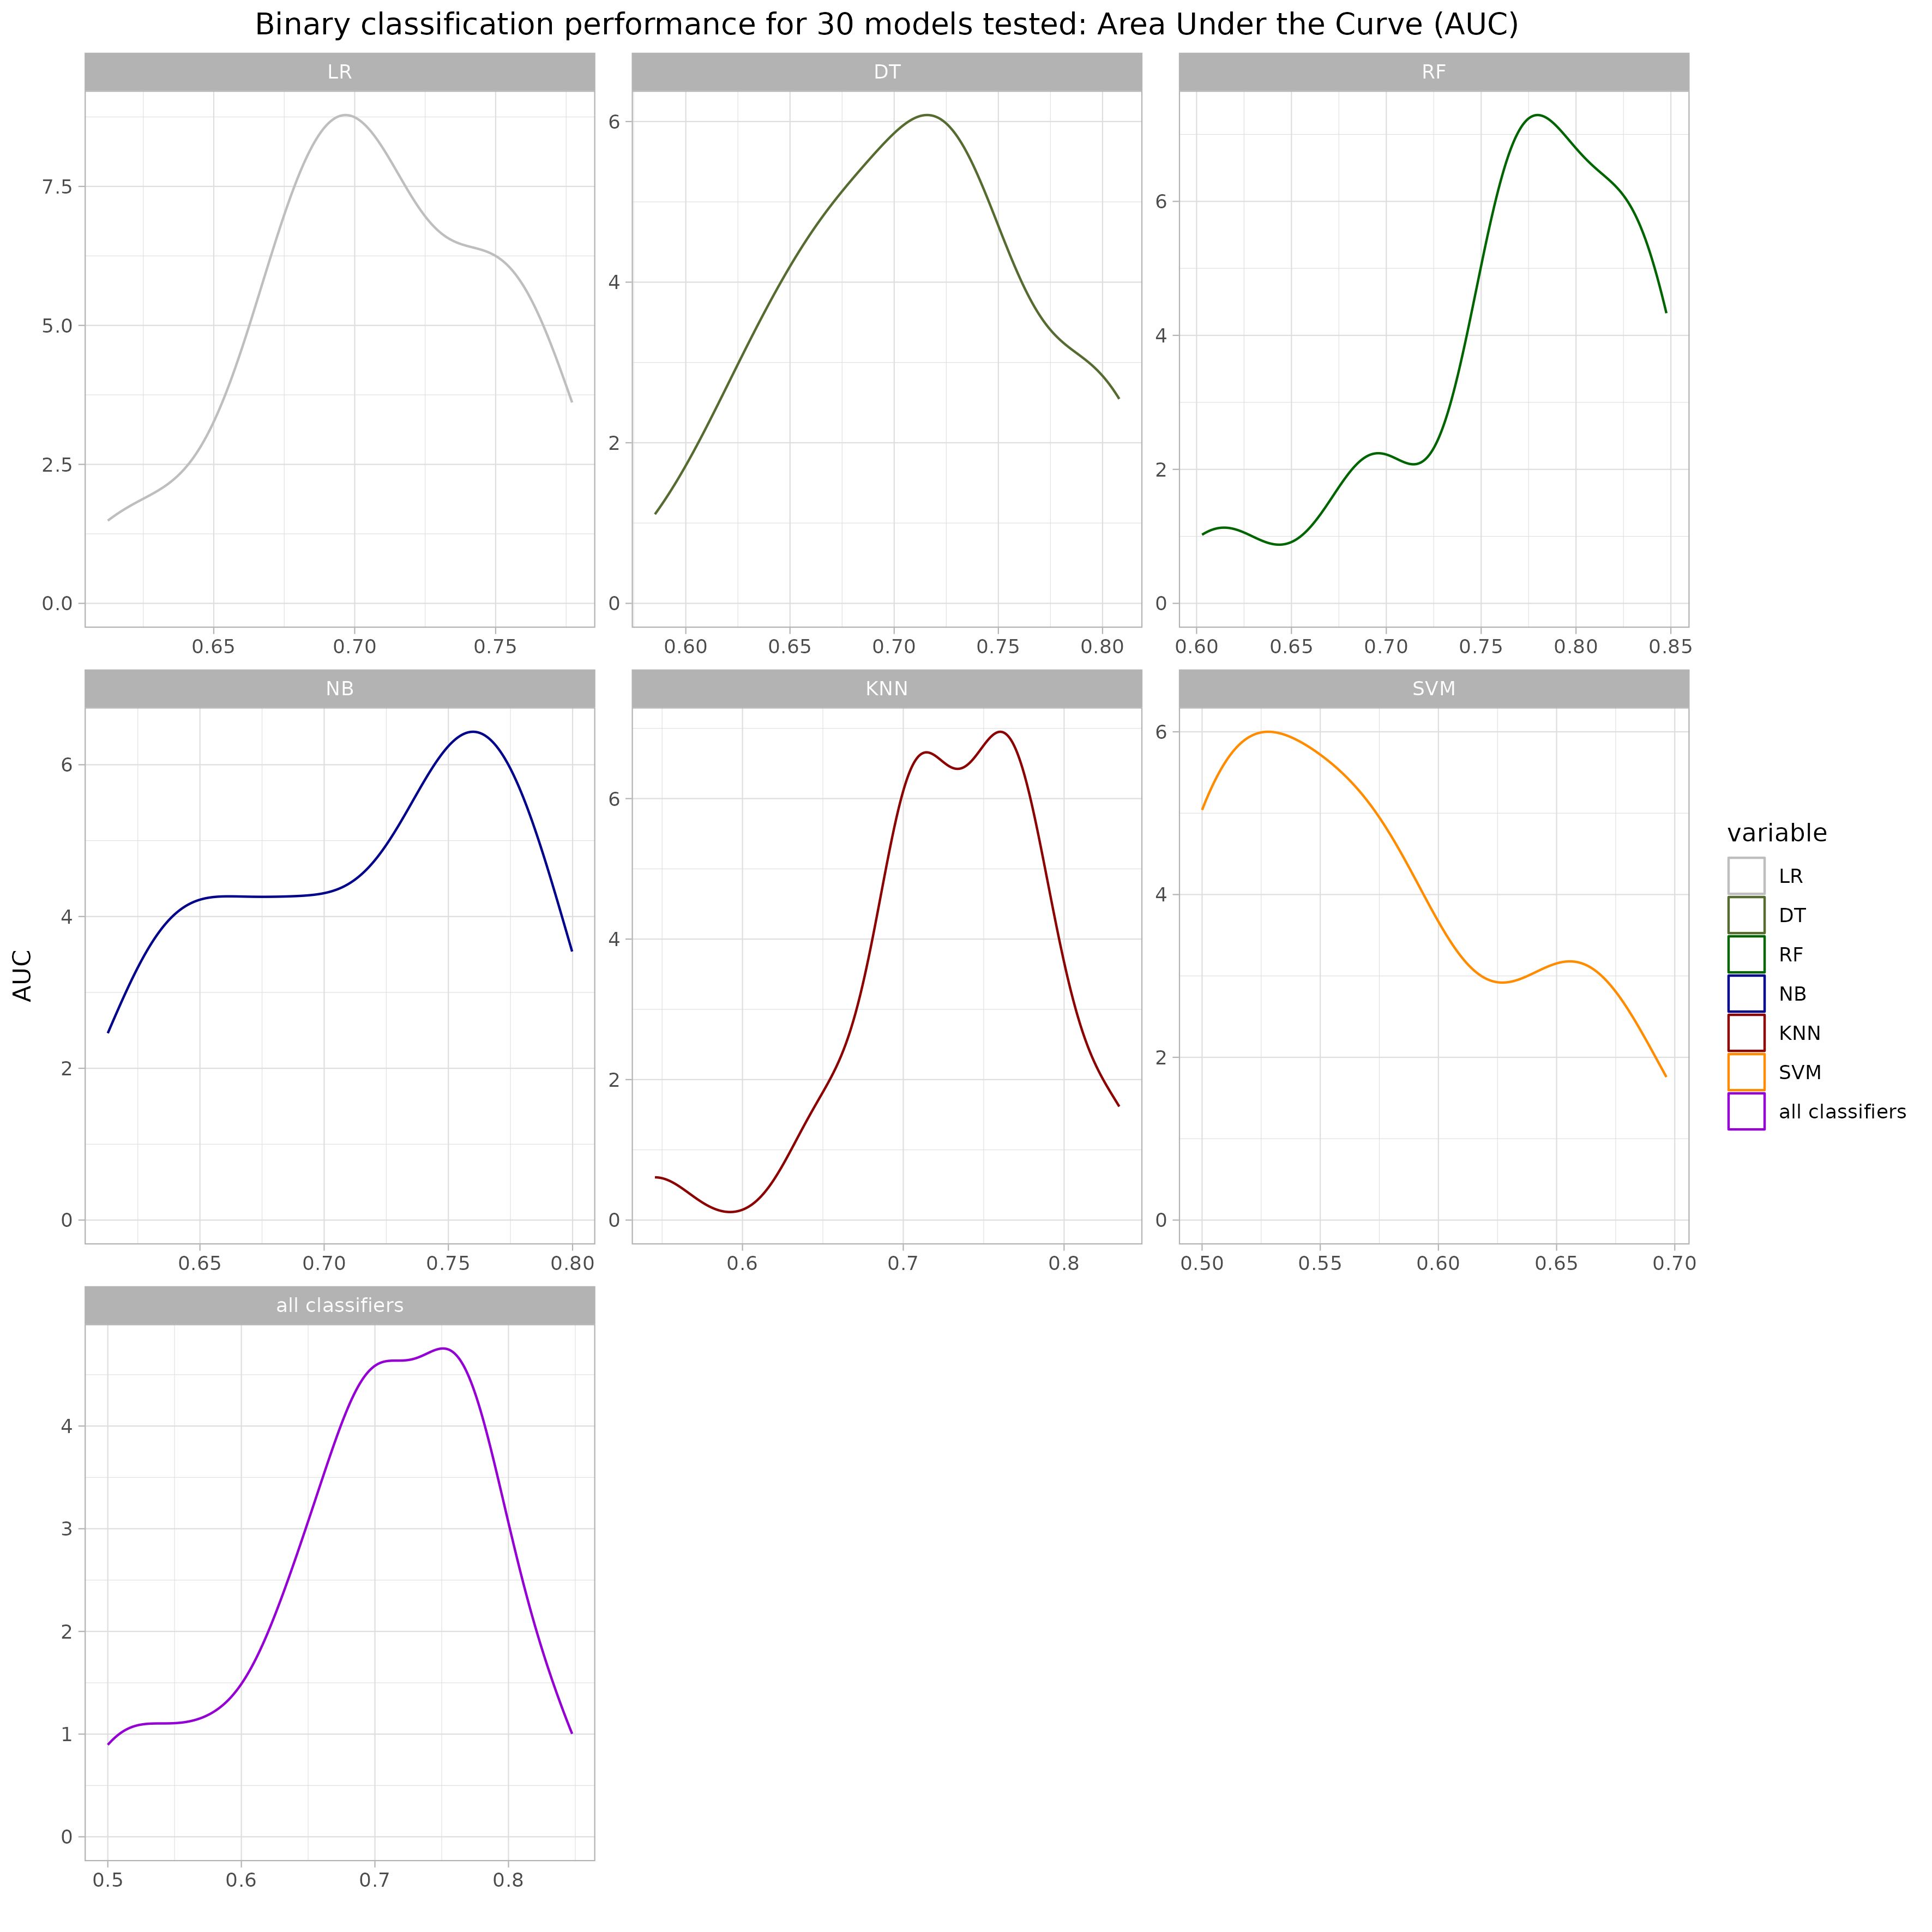 Binary classification performance for 30 models tested: Area Under the Curve (AUC)
LR DT RF
7.5
5.0
2.5
0.0
0.65 0.70 0.75
6
4
2
0
0.60 0.65 0.70 0.75 0.80
6
4
2
0
0.60 0.65 0.70 0.75 0.80 0.85
NB KNN SVM
6
4
2
0
0.65 0.70 0.75 0.80
6
4
2
0
0.6 0.7 0.8
6
4
2
0
0.50 0.55 0.60 0.65 0.70
all classifiers
4
3
2
1
0
0.5 0.6 0.7 0.8
AUC
variable
LR
DT
RF
NB
KNN
SVM
all classifiers